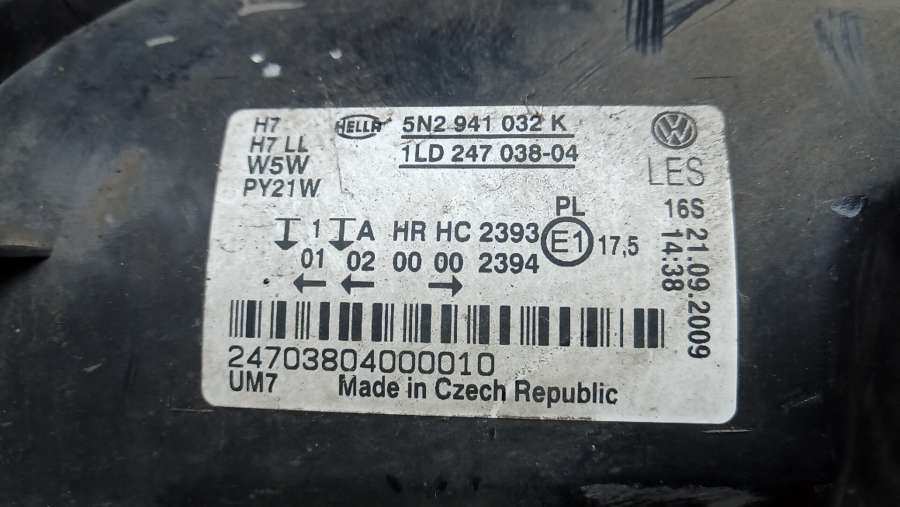 H7
H7 LL
W5W
PY21W
HELLA
5N2 941 032 K
1LD 247 038-04
VW
LES
16S 21.09.2009
14:38
1 A HR HC 2393
01 02 00 00 2394
PL
E1 17,5
24703804000010
UM7 Made in Czech Republic